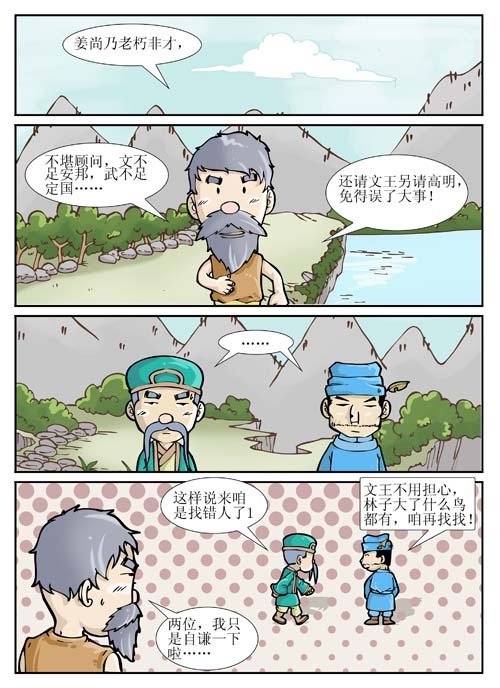 姜尚乃老朽非才，
不堪顾问，文不
足安邦，武不足
定国……
还请文王另请高明，
免得误了大事！
……
这样说来咱
是找错人了1
文王不用担心，
林子大了什么鸟
都有，咱再找找！
两位，我只
是自谦一下
啦……